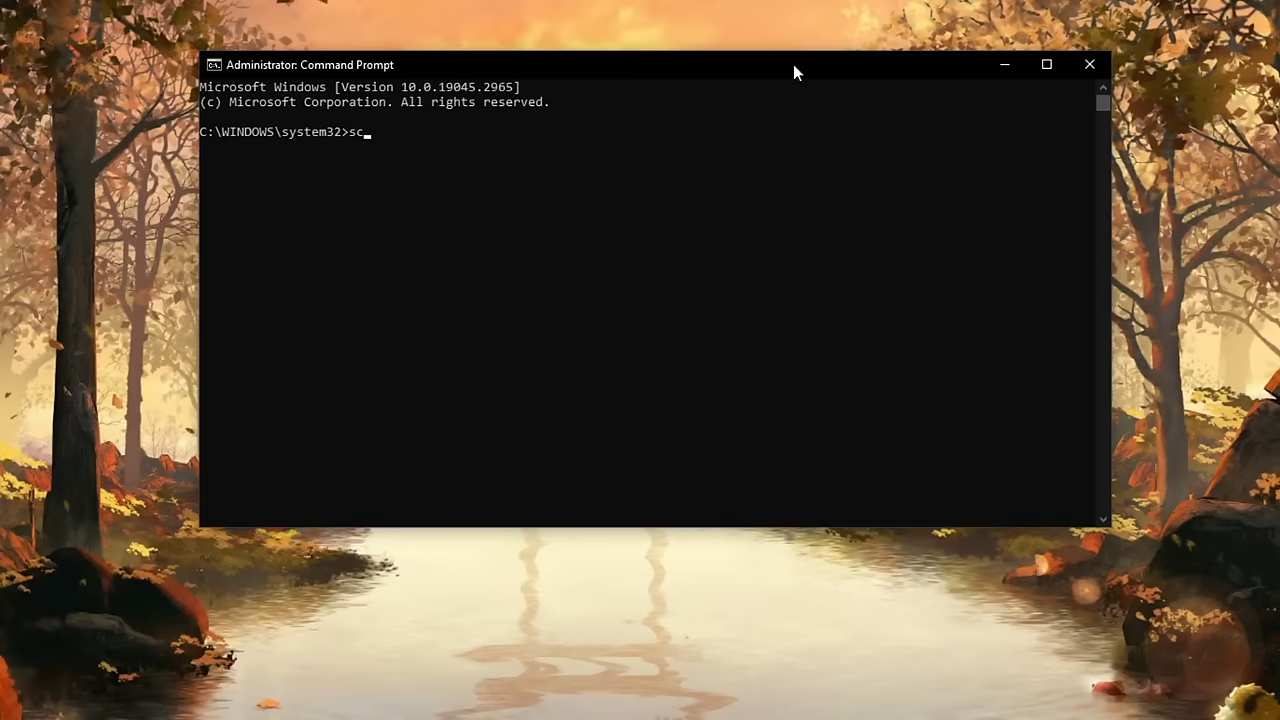 Administrator: Command Prompt
Microsoft Windows [Version 10.0.19045.2965]
(c) Microsoft Corporation. All rights reserved.
C:\WINDOWS\system32>sc